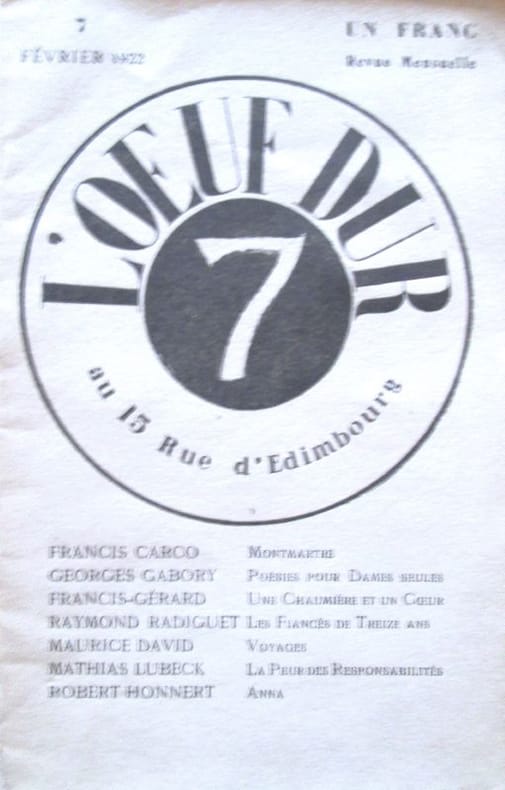 7
FÉVRIER 1922
UN FRANC
Revue Mensuelle
L'OEUF DUR
7
au 15 Rue d'Edimbourg
FRANCIS CARCO Montmartre
GEORGES GABORY Poésies pour Dames seules
FRANCIS-GÉRARD Une Chaumière et un Cœur
RAYMOND RADIGUET Les Fiancés de Treize ans
MAURICE DAVID Voyages
MATHIAS LUBECK La Peur des Responsabilités
ROBERT HONNERT Anna